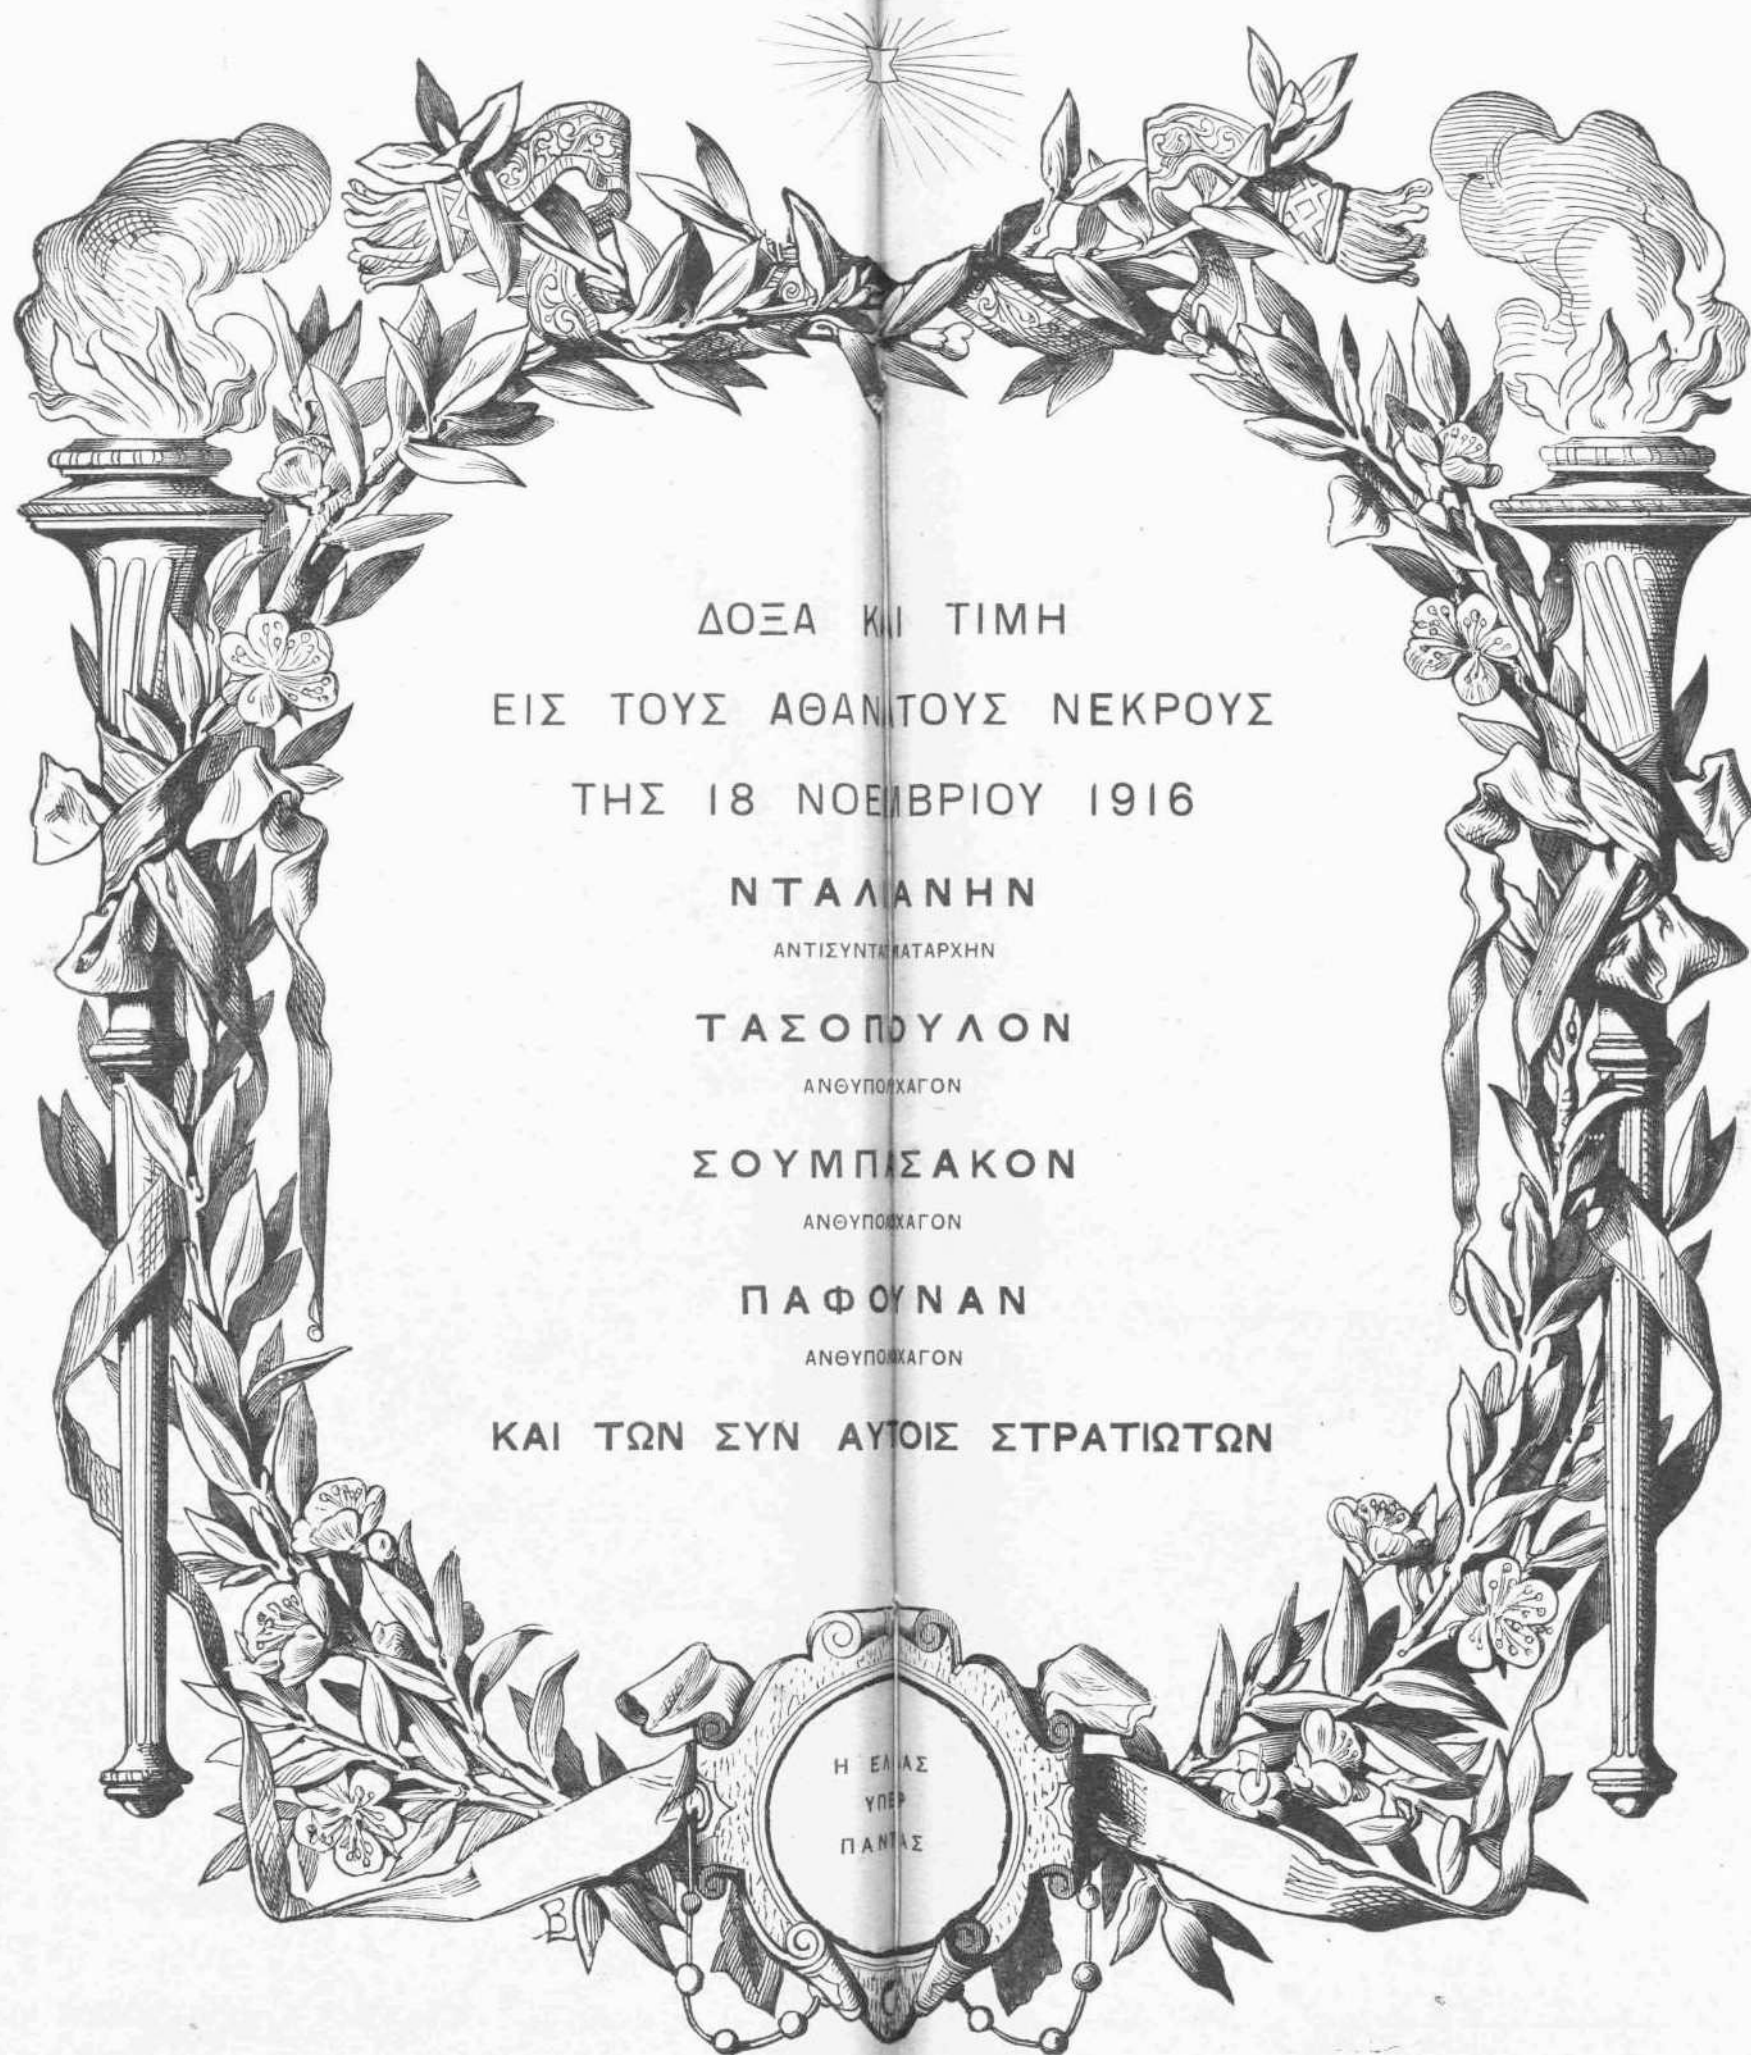 ΔΟΞΑ ΚΑΙ ΤΙΜΗ
ΕΙΣ ΤΟΥΣ ΑΘΑΝΑΤΟΥΣ ΝΕΚΡΟΥΣ
ΤΗΣ 18 ΝΟΕΜΒΡΙΟΥ 1916
ΝΤΑΛΙΑΝΗΝ
ΑΝΤΙΣΥΝΤΑΓΜΑΤΑΡΧΗΝ
ΤΑΣΟΠΟΥΛΟΝ
ΑΝΘΥΠΟΛΟΧΑΓΟΝ
ΣΟΥΜΠΑΣΑΚΟΝ
ΑΝΘΥΠΟΛΟΧΑΓΟΝ
ΠΑΦΟΥΝΑΝ
ΑΝΘΥΠΟΛΟΧΑΓΟΝ
ΚΑΙ ΤΩΝ ΣΥΝ ΑΥΤΟΙΣ ΣΤΡΑΤΙΩΤΩΝ
Η ΕΛΛΑΣ
ΥΠΕΡ
ΠΑΝΤΑΣ